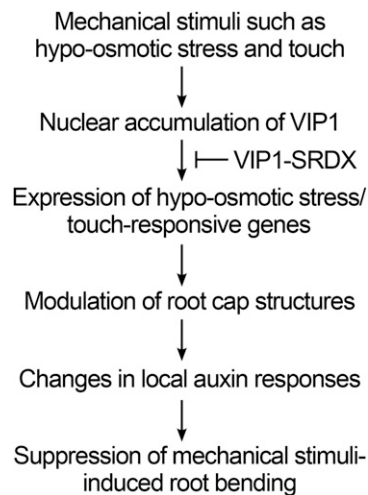 Mechanical stimuli such as
hypo-osmotic stress and touch
Nuclear accumulation of VIP1
VIP1-SRDX
Expression of hypo-osmotic stress/
touch-responsive genes
Modulation of root cap structures
Changes in local auxin responses
Suppression of mechanical stimuli-
induced root bending